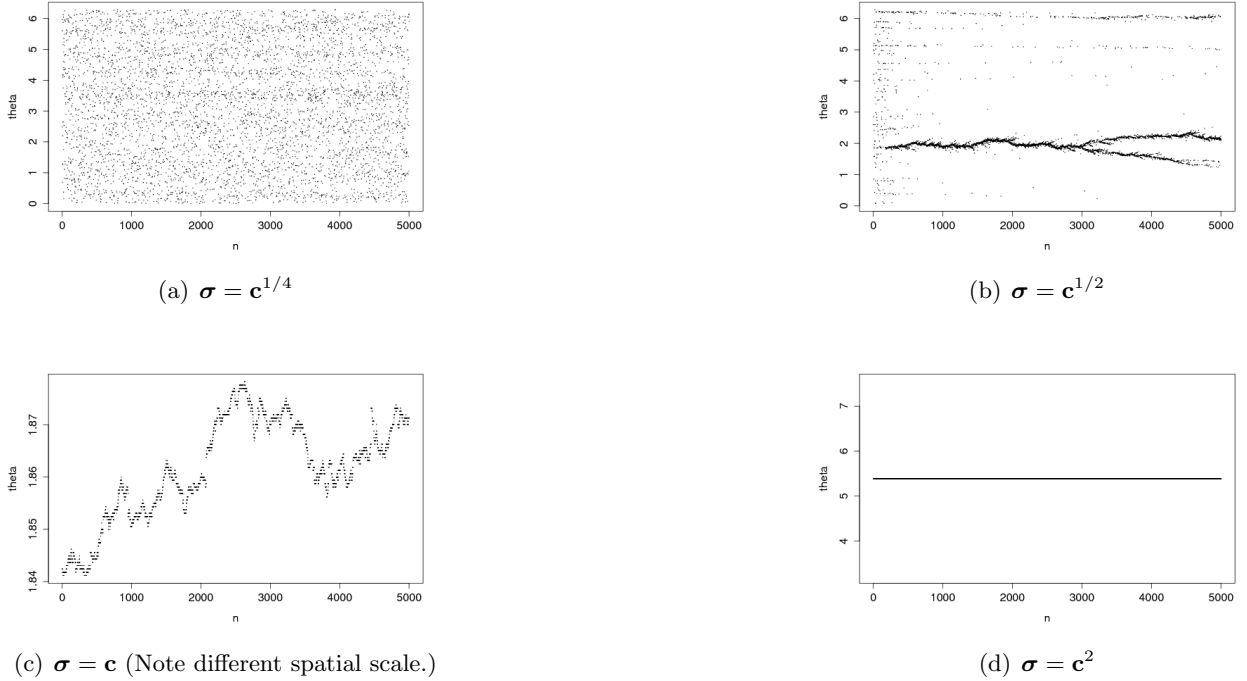 theta
6
5
4
3
2
1
0
0 1000 2000 3000 4000 5000
n
(a) σ = c^{1/4}
theta
6
5
4
3
2
1
0
0 1000 2000 3000 4000 5000
n
(b) σ = c^{1/2}
theta
1.87
1.86
1.85
1.84
0 1000 2000 3000 4000 5000
n
(c) σ = c (Note different spatial scale.)
theta
7
6
5
4
0 1000 2000 3000 4000 5000
n
(d) σ = c²